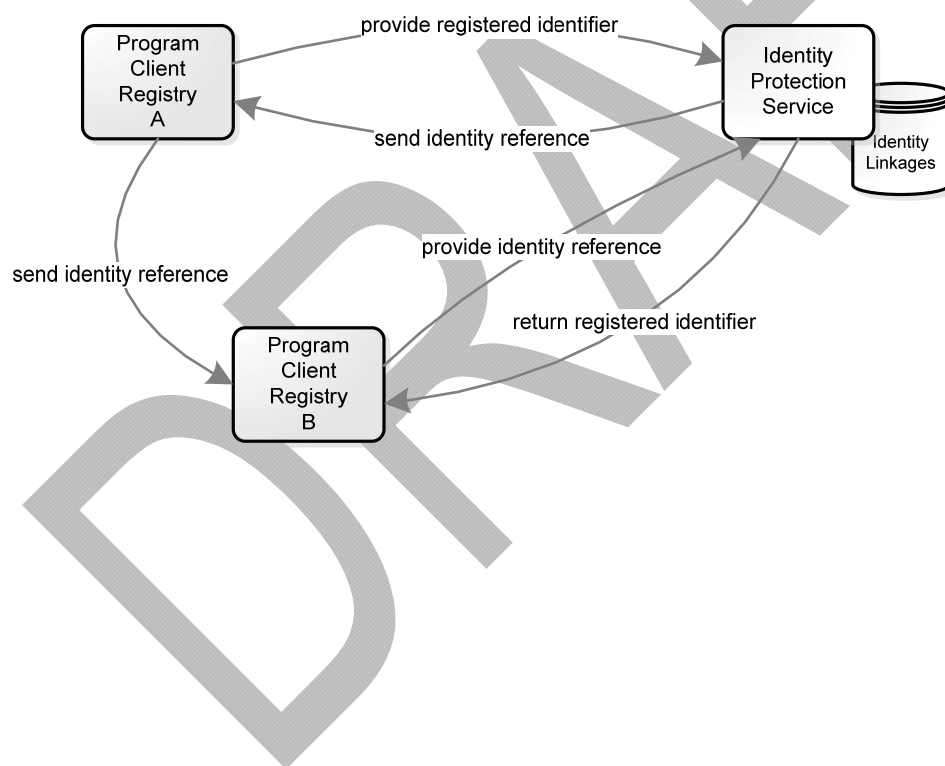 provide registered identifier
Program
Client
Registry
A
Identity
Protection
Service
send identity reference
Identity
Linkages
provide identity reference
send identity reference
return registered identifier
Program
Client
Registry
B
DRA